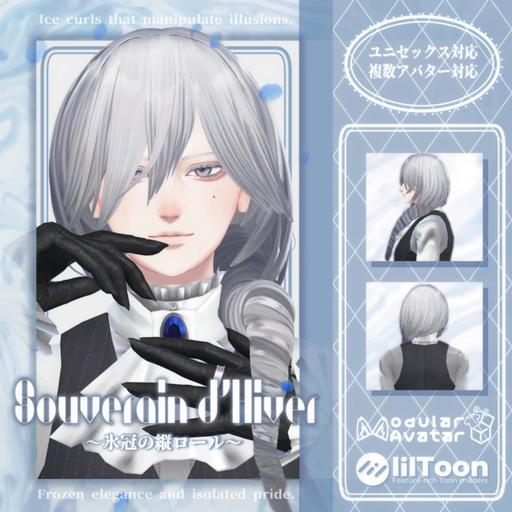 Ice curls that manipulate illusions.
ユニセックス対応
複数アバター対応
Souverain d'Hiver
～氷冠の縦ロール～
Modular
Avatar
lilToon
Feature-rich Toon shaders
Frozen elegance and isolated pride.